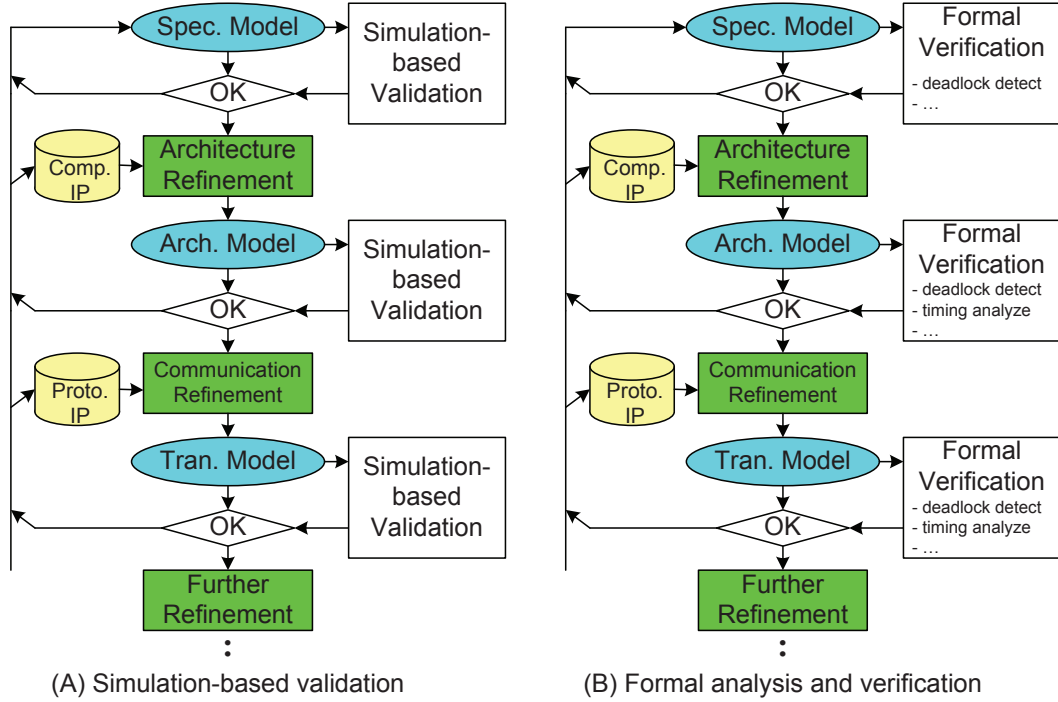 Spec. Model
Simulation-
based
Validation
OK
Comp.
IP
Architecture
Refinement
Arch. Model
Simulation-
based
Validation
OK
Proto.
IP
Communication
Refinement
Tran. Model
Simulation-
based
Validation
OK
Further
Refinement
:
(A) Simulation-based validation
Spec. Model
Formal
Verification
- deadlock detect
- ...
OK
Comp.
IP
Architecture
Refinement
Arch. Model
Formal
Verification
- deadlock detect
- timing analyze
- ...
OK
Proto.
IP
Communication
Refinement
Tran. Model
Formal
Verification
- deadlock detect
- timing analyze
- ...
OK
Further
Refinement
:
(B) Formal analysis and verification